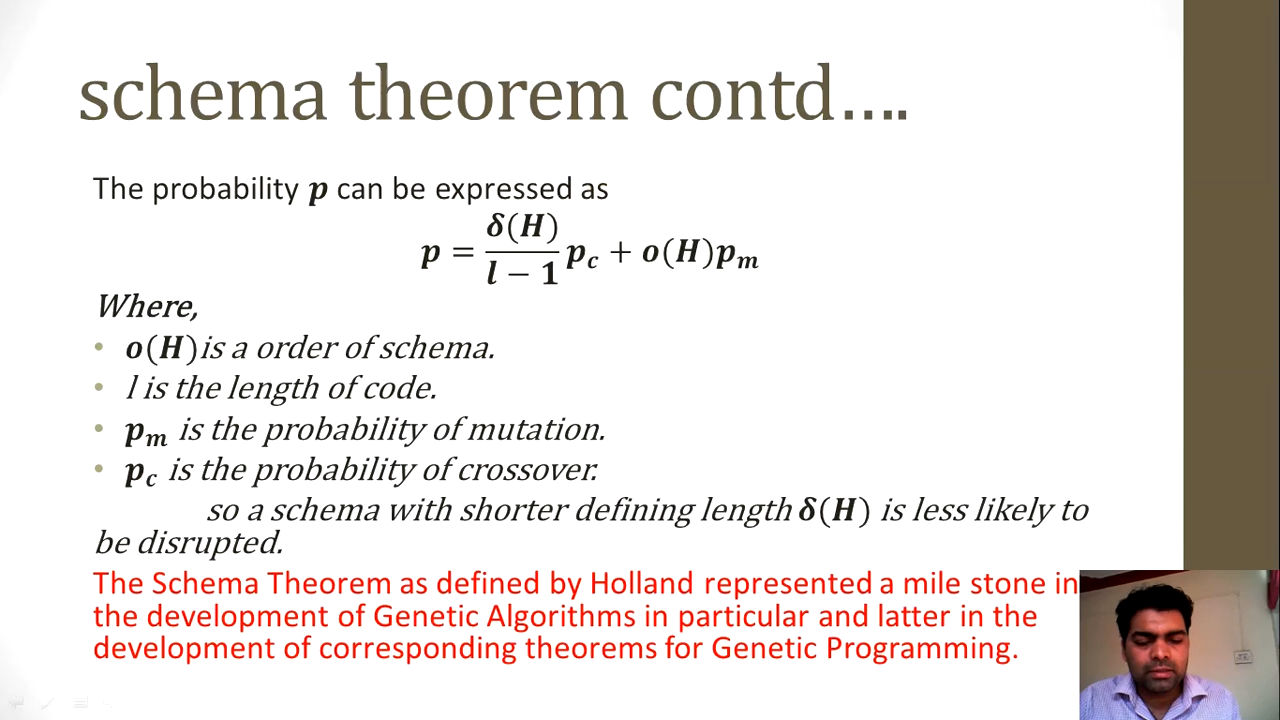 schema theorem contd….
The probability p can be expressed as
p = δ(H)/(l − 1) p_c + o(H)p_m
Where,
• o(H)is a order of schema.
• l is the length of code.
• p_m is the probability of mutation.
• p_c is the probability of crossover.
so a schema with shorter defining length δ(H) is less likely to
be disrupted.
The Schema Theorem as defined by Holland represented a mile stone in
the development of Genetic Algorithms in particular and latter in the
development of corresponding theorems for Genetic Programming.